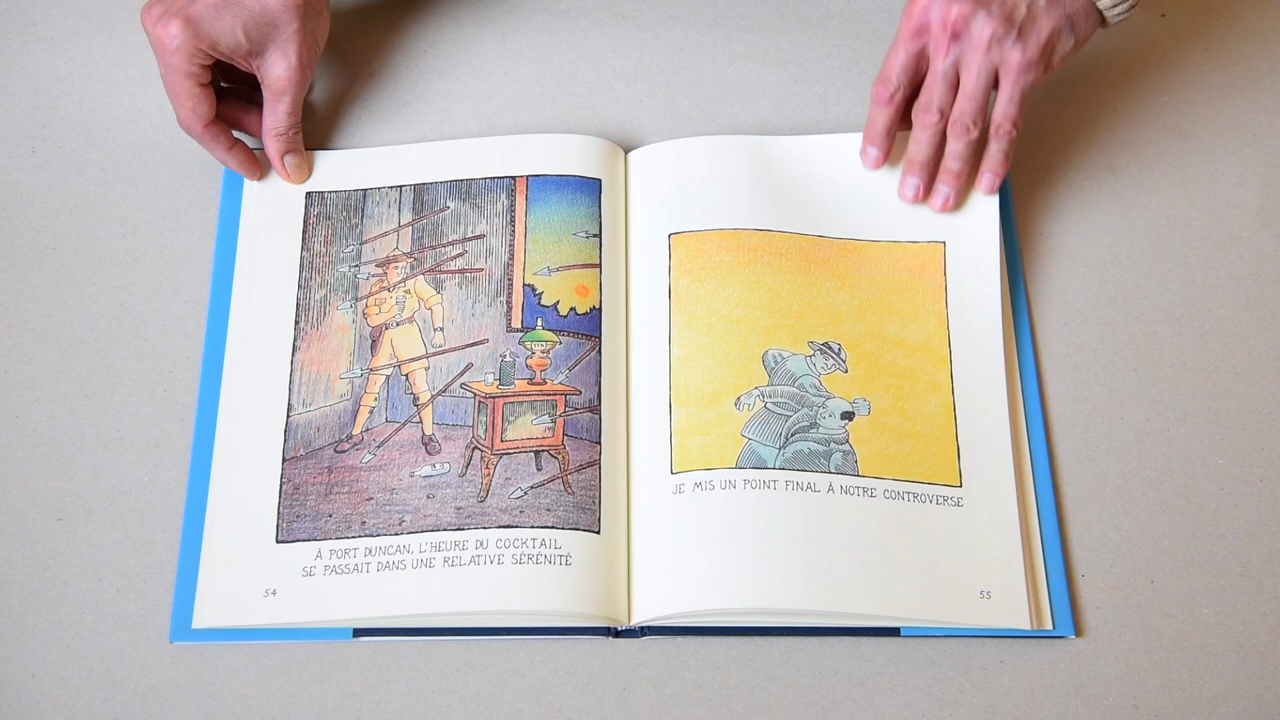 À PORT DUNCAN, L'HEURE DU COCKTAIL
SE PASSAIT DANS UNE RELATIVE SÉRÉNITÉ
54
JE MIS UN POINT FINAL À NOTRE CONTROVERSE
55